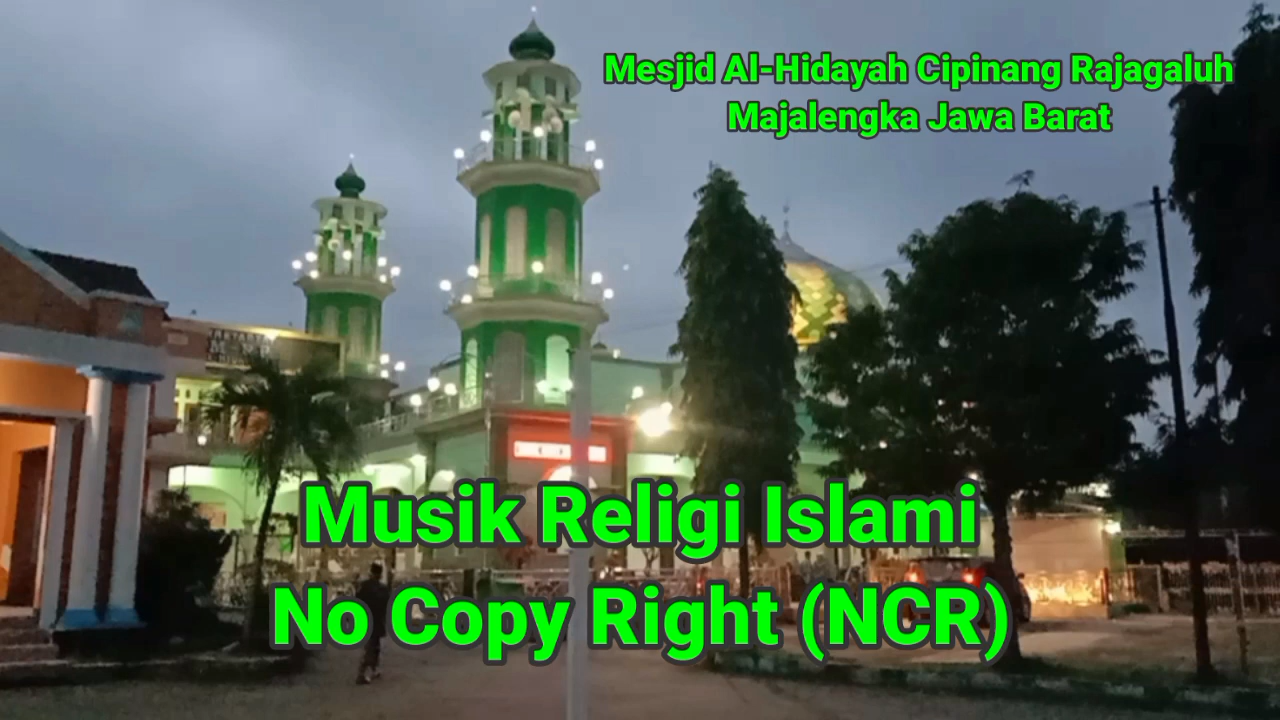 Mesjid Al-Hidayah Cipinang Rajagaluh
Majalengka Jawa Barat
Musik Religi Islami
No Copy Right (NCR)